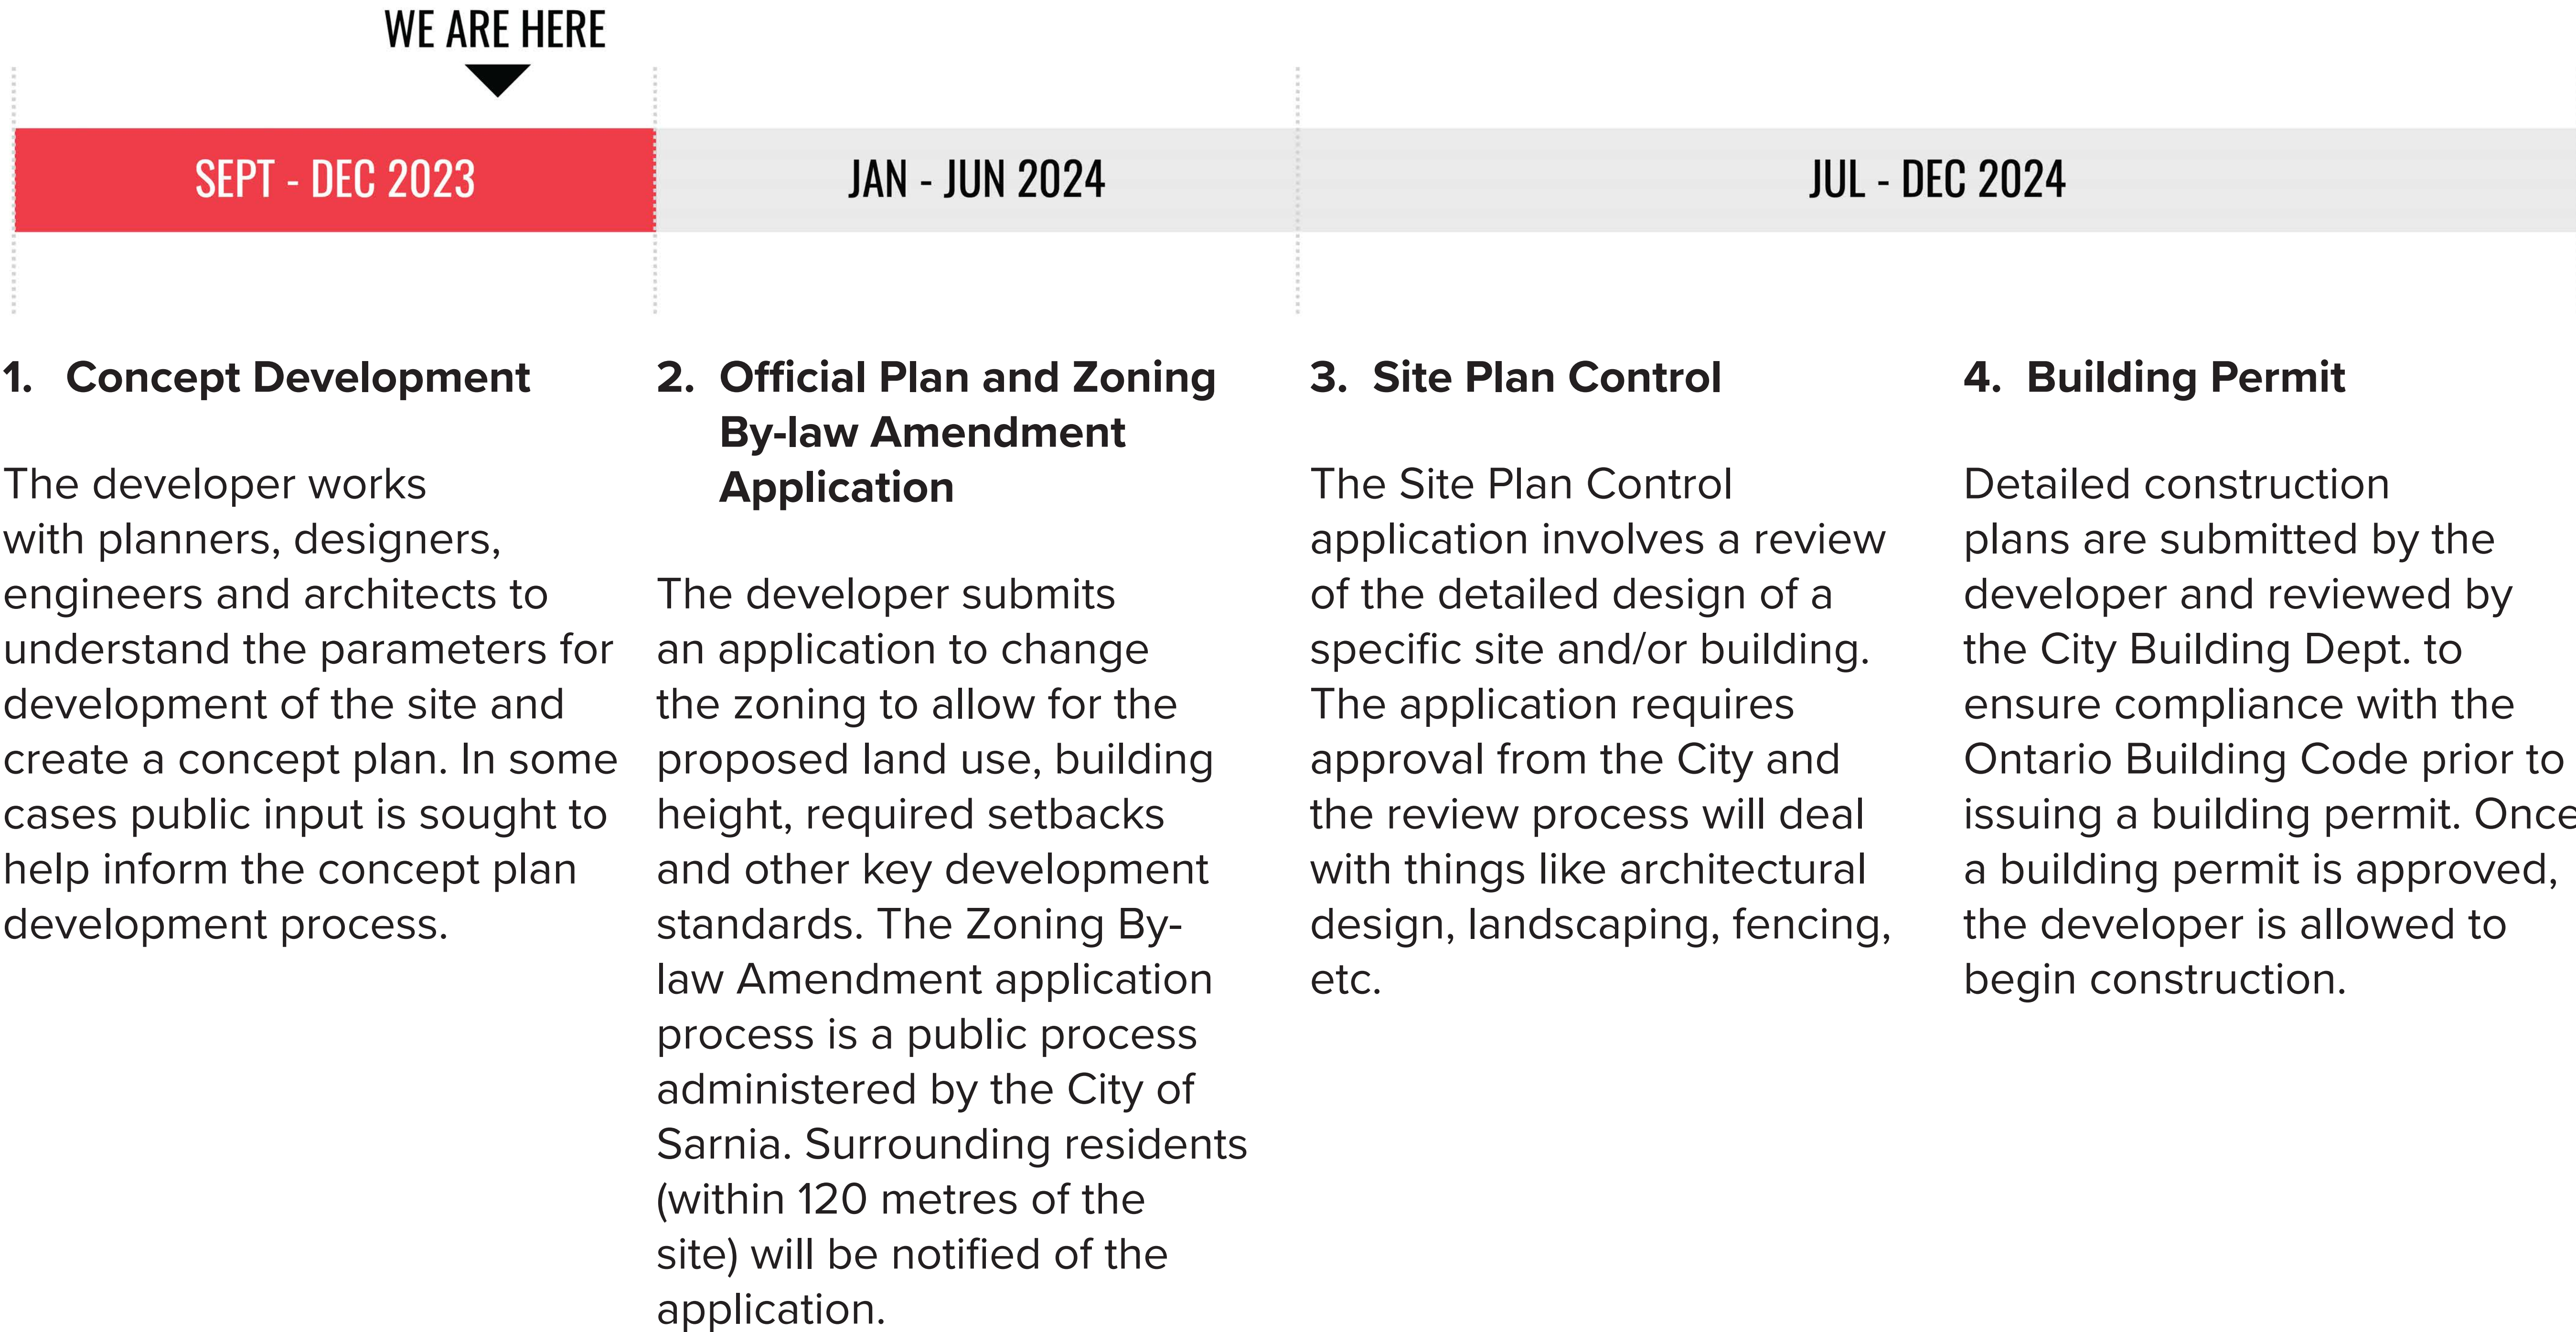 WE ARE HERE
SEPT - DEC 2023
JAN - JUN 2024
JUL - DEC 2024
1. Concept Development
The developer works
with planners, designers,
engineers and architects to
understand the parameters for
development of the site and
create a concept plan. In some
cases public input is sought to
help inform the concept plan
development process.
2. Official Plan and Zoning
By-law Amendment
Application
The developer submits
an application to change
the zoning to allow for the
proposed land use, building
height, required setbacks
and other key development
standards. The Zoning By-
law Amendment application
process is a public process
administered by the City of
Sarnia. Surrounding residents
(within 120 metres of the
site) will be notified of the
application.
3. Site Plan Control
The Site Plan Control
application involves a review
of the detailed design of a
specific site and/or building.
The application requires
approval from the City and
the review process will deal
with things like architectural
design, landscaping, fencing,
etc.
4. Building Permit
Detailed construction
plans are submitted by the
developer and reviewed by
the City Building Dept. to
ensure compliance with the
Ontario Building Code prior to
issuing a building permit. Once
a building permit is approved,
the developer is allowed to
begin construction.